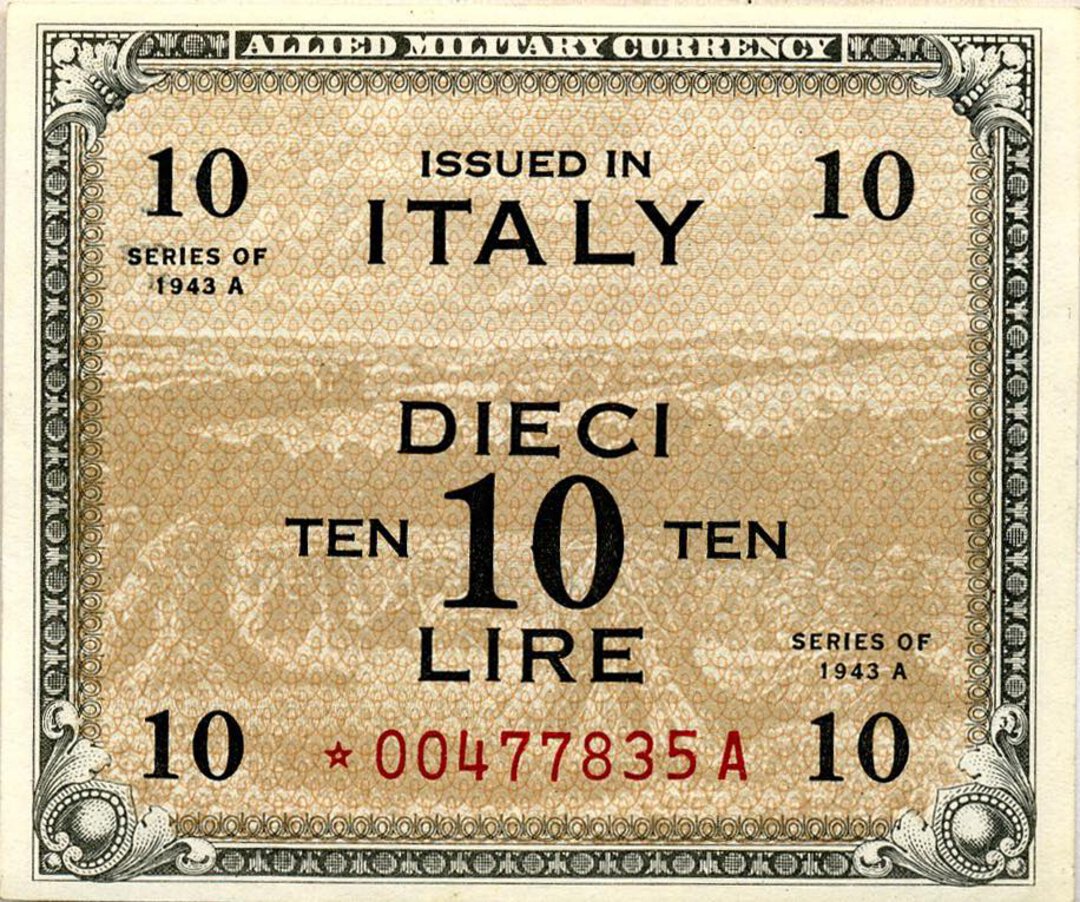 ALLIED MILITARY CURRENCY
10 ISSUED IN 10
ITALY
SERIES OF
1943 A
DIECI
TEN 10 TEN
LIRE
SERIES OF
1943 A
10 ☆00477835A 10